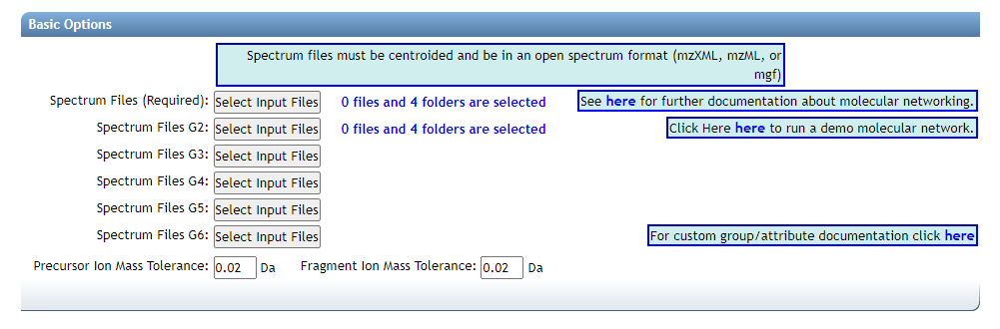 Basic Options
Spectrum files must be centroided and be in an open spectrum format (mzXML, mzML, or
mgf)
Spectrum Files (Required): Select Input Files 0 files and 4 folders are selected See here for further documentation about molecular networking.
Spectrum Files G2: Select Input Files 0 files and 4 folders are selected Click Here here to run a demo molecular network.
Spectrum Files G3: Select Input Files
Spectrum Files G4: Select Input Files
Spectrum Files G5: Select Input Files
Spectrum Files G6: Select Input Files For custom group/attribute documentation click here
Precursor Ion Mass Tolerance: 0.02 Da Fragment Ion Mass Tolerance: 0.02 Da